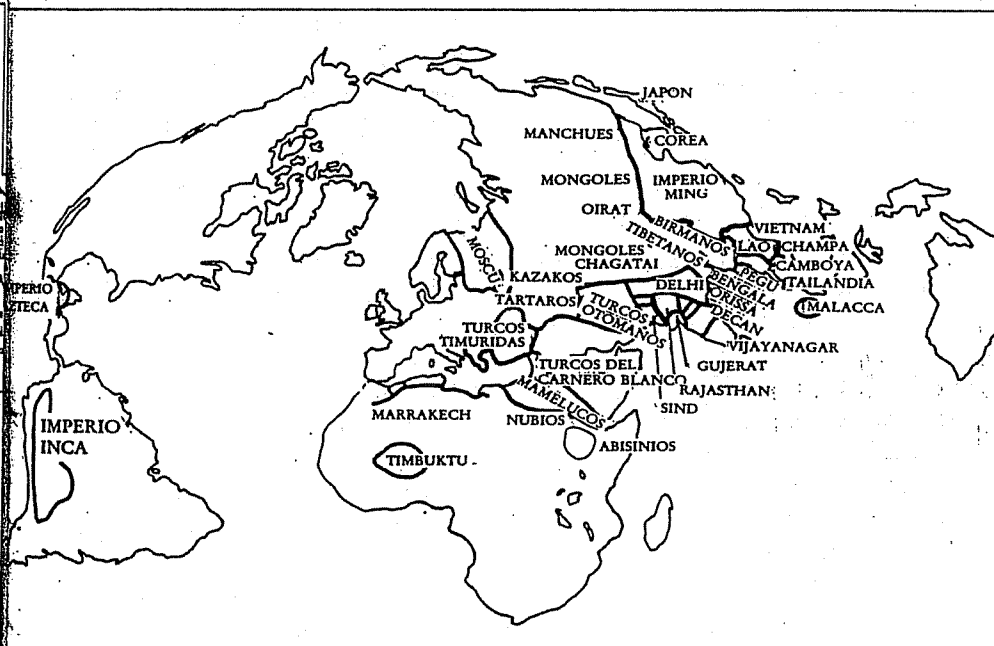 JAPON
MANCHUES
COREA
MONGOLES
IMPERIO
MING
OIRAT
BIRMANOS
TIBETANOS
VIETNAM
LAO
CHAMPA
MONGOLES
CHAGATAI
CAMBOYA
MOSCU
KAZAKOS
DELHI
PEGU
BENGALA
TAILANDIA
ORISSA
DECAN
TARTAROS
TURCOS
OTOMANOS
MALACCA
TURCOS
TIMURIDAS
VIJAYANAGAR
GUJERAT
TURCOS DEL
CARNERO BLANCO
RAJASTHAN
SIND
MAMELUCOS
NUBIOS
ABISINIOS
MARRAKECH
TIMBUKTU
IMPERIO
INCA